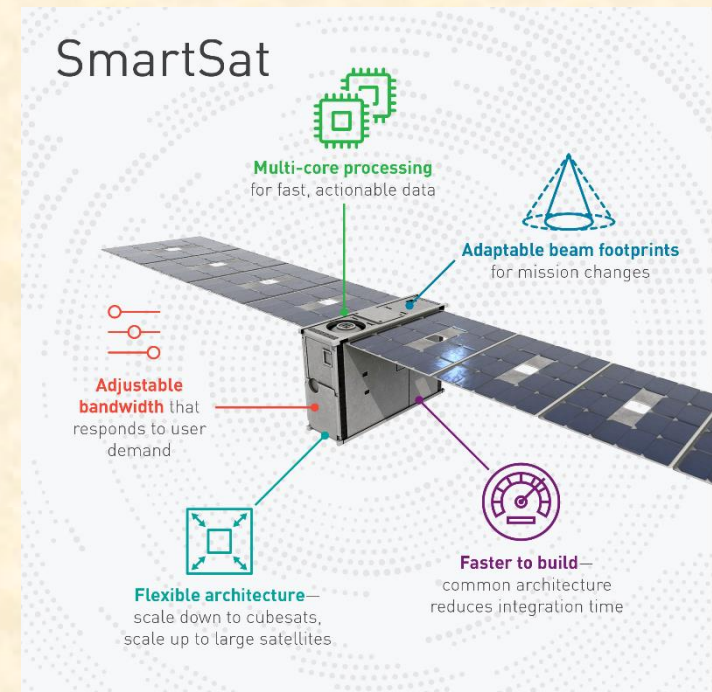 SmartSat
Multi-core processing
for fast, actionable data
Adaptable beam footprints
for mission changes
Adjustable
bandwidth that
responds to user
demand
Faster to build—
common architecture
reduces integration time
Flexible architecture—
scale down to cubesats,
scale up to large satellites